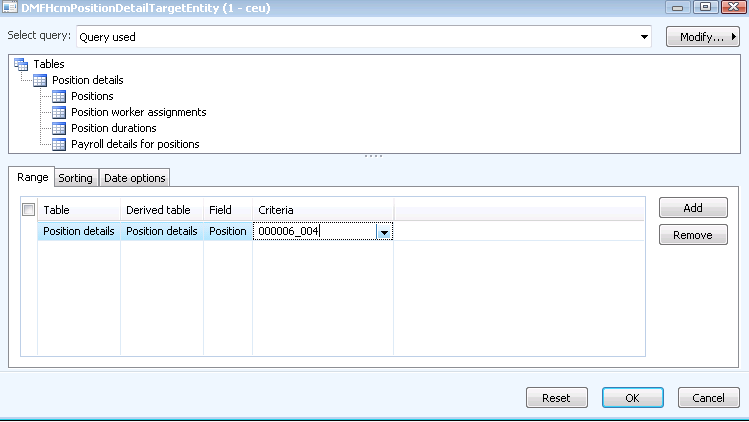 DMFHcmPositionDetailTargetEntity (1 - ceu)
Select query: Query used Modify...
Tables
Position details
Positions
Position worker assignments
Position durations
Payroll details for positions
Range Sorting Date options
Table Derived table Field Criteria Add
Position details Position details Position 000006_004 Remove
Reset OK Cancel